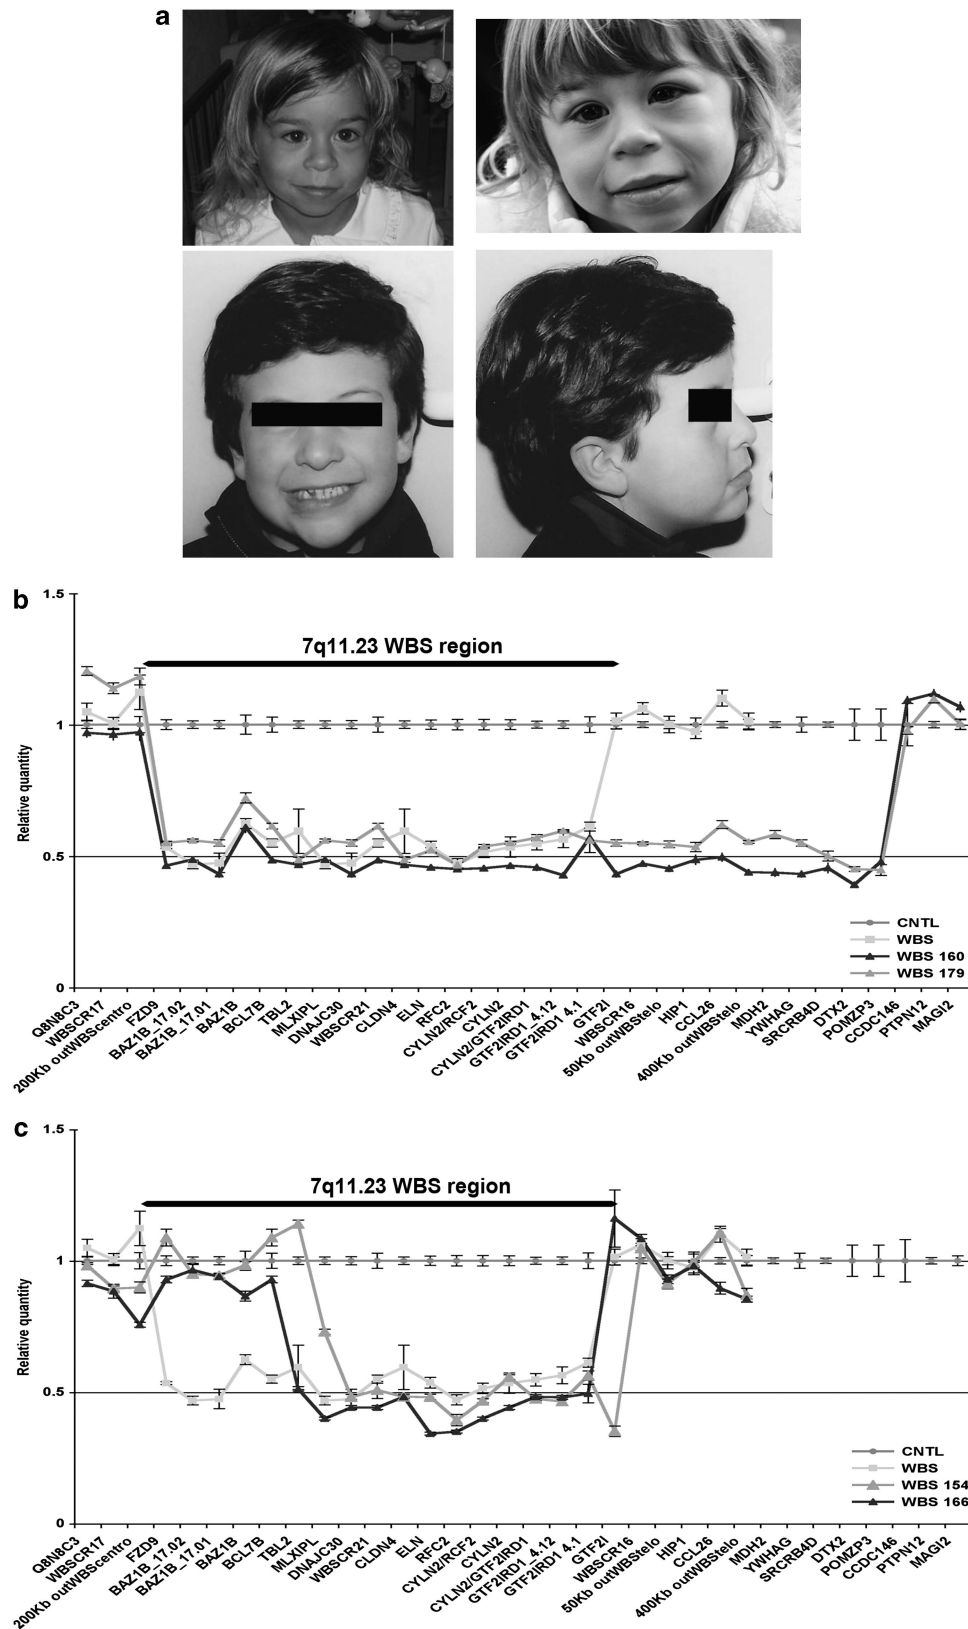 a
b
1.5
7q11.23 WBS region
1
Relative quantity
0.5
CNTL
WBS
WBS 160
WBS 179
0
Q8N8C3
WBSCR17
200Kb outWBScentro
FZD9
BAZ1B_17.02
BAZ1B_17.01
BAZ1B
BCL7B
TBL2
MLXIPL
DNAJC30
WBSCR21
CLDN4
ELN
RFC2
CYLN2/RCF2
CYLN2
CYLN2/GTF2IRD1
GTF2IRD1_4.12
GTF2IRD1 4.1
GTF2I
WBSCR16
50Kb outWBStelo
HIP1
CCL26
400Kb outWBStelo
MDH2
YWHAG
SRCRB4D
DTX2
POMZP3
CCDC146
PTPN12
MAGI2
c
1.5
7q11.23 WBS region
1
Relative quantity
0.5
CNTL
WBS
WBS 154
WBS 166
0
Q8N8C3
WBSCR17
200Kb outWBScentro
FZD9
BAZ1B_17.02
BAZ1B_17.01
BAZ1B
BCL7B
TBL2
MLXIPL
DNAJC30
WBSCR21
CLDN4
ELN
RFC2
CYLN2/RCF2
CYLN2
CYLN2/GTF2IRD1
GTF2IRD1_4.12
GTF2IRD1 4.1
GTF2I
WBSCR16
50Kb outWBStelo
HIP1
CCL26
400Kb outWBStelo
MDH2
YWHAG
SRCRB4D
DTX2
POMZP3
CCDC146
PTPN12
MAGI2